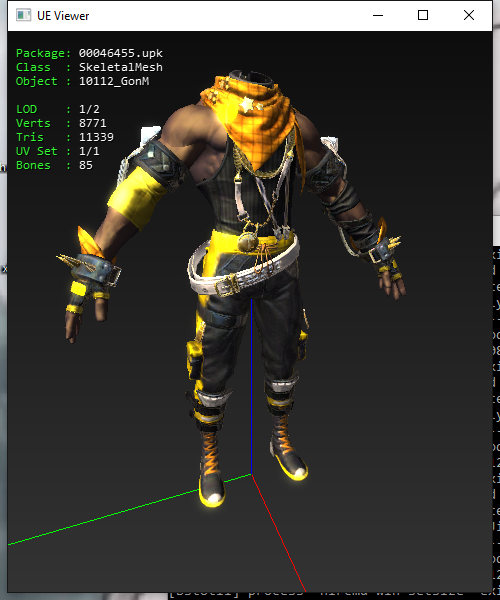 UE Viewer
Package: 00046455.upk
Class : SkeletalMesh
Object : 10112_GonM
LOD : 1/2
Verts : 8771
Tris : 11339
UV Set : 1/1
Bones : 85